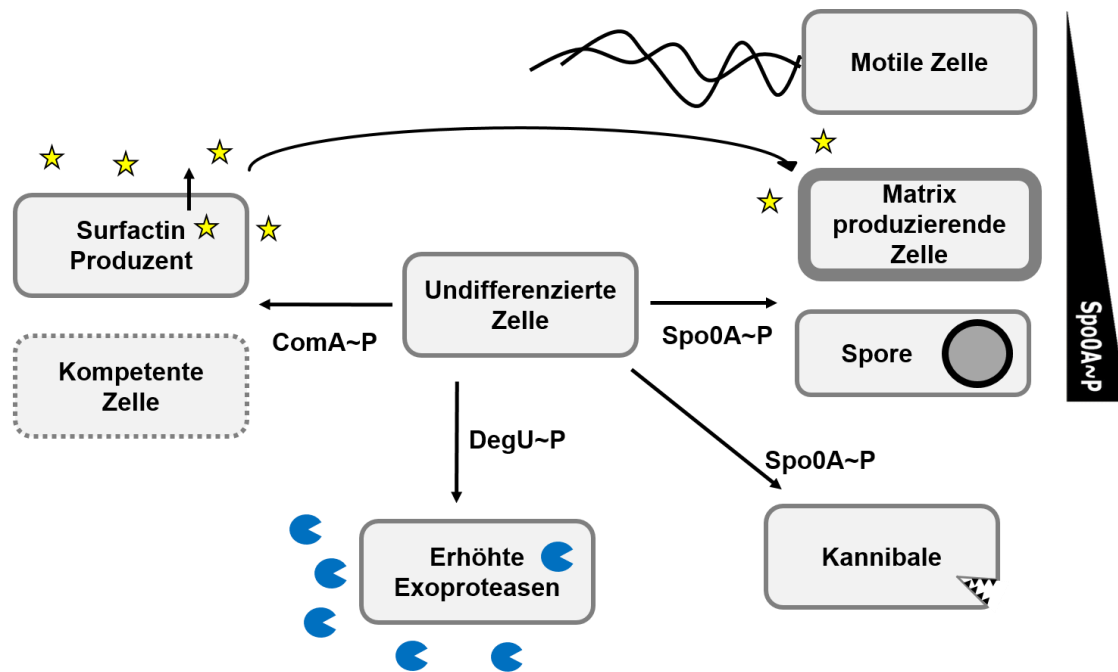 Motile Zelle
Surfactin
Produzent
Matrix
produzierende
Zelle
Undifferenzierte
Zelle
ComA~P
Spo0A~P
Spore
Spo0A~P
Kompetente
Zelle
DegU~P
Spo0A~P
Erhöhte
Exoproteasen
Kannibale